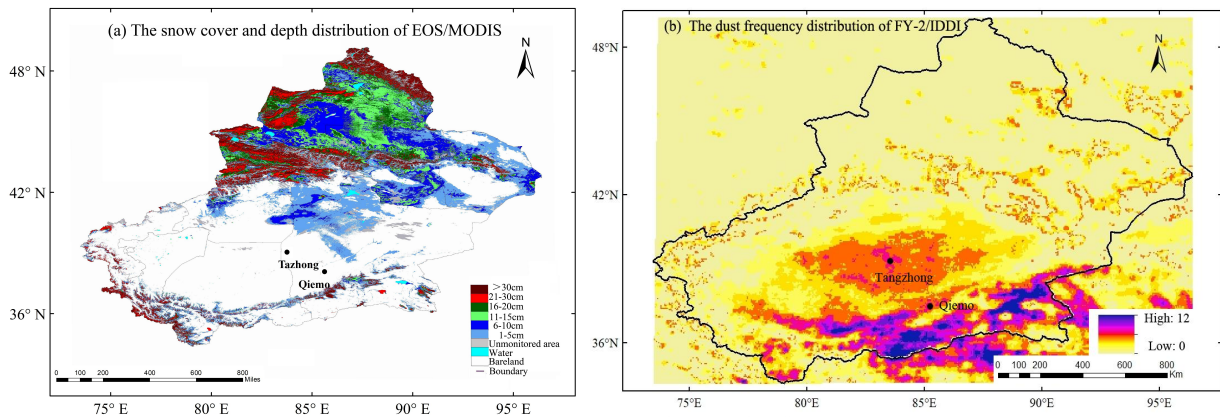 (a) The snow cover and depth distribution of EOS/MODIS
N
48° N
42° N
36° N
Tazhong
Qiemo
>30cm
21-30cm
16-20cm
11-15cm
6-10cm
1-5cm
Unmonitored area
Water
Bareland
Boundary
0 100 200 400 600 800
Miles
75° E 80° E 85° E 90° E 95° E
(b) The dust frequency distribution of FY-2/IDDI
N
48° N
42° N
36° N
Tangzhong
Qiemo
High: 12
Low: 0
0 100 200 400 600 800
Km
75°E 80°E 85°E 90°E 95°E